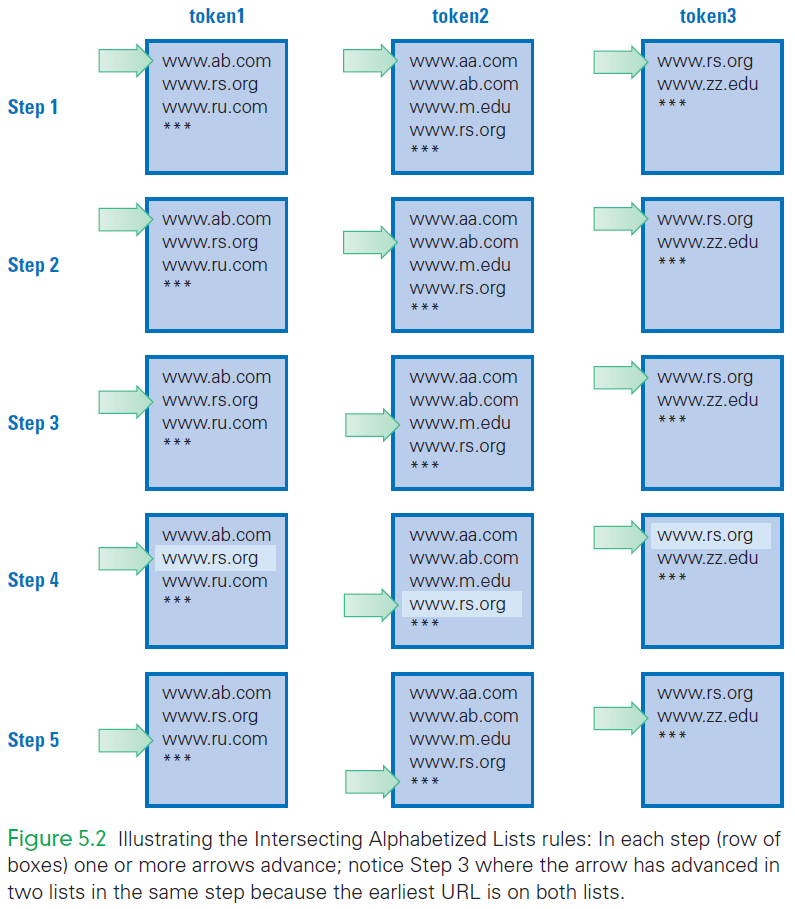 token1 token2 token3
Step 1
www.ab.com
www.rs.org
www.ru.com
***
www.aa.com
www.ab.com
www.m.edu
www.rs.org
***
www.rs.org
www.zz.edu
***
Step 2
www.ab.com
www.rs.org
www.ru.com
***
www.aa.com
www.ab.com
www.m.edu
www.rs.org
***
www.rs.org
www.zz.edu
***
Step 3
www.ab.com
www.rs.org
www.ru.com
***
www.aa.com
www.ab.com
www.m.edu
www.rs.org
***
www.rs.org
www.zz.edu
***
Step 4
www.ab.com
www.rs.org
www.ru.com
***
www.aa.com
www.ab.com
www.m.edu
www.rs.org
***
www.rs.org
www.zz.edu
***
Step 5
www.ab.com
www.rs.org
www.ru.com
***
www.aa.com
www.ab.com
www.m.edu
www.rs.org
***
www.rs.org
www.zz.edu
***
Figure 5.2 Illustrating the Intersecting Alphabetized Lists rules: In each step (row of
boxes) one or more arrows advance; notice Step 3 where the arrow has advanced in
two lists in the same step because the earliest URL is on both lists.